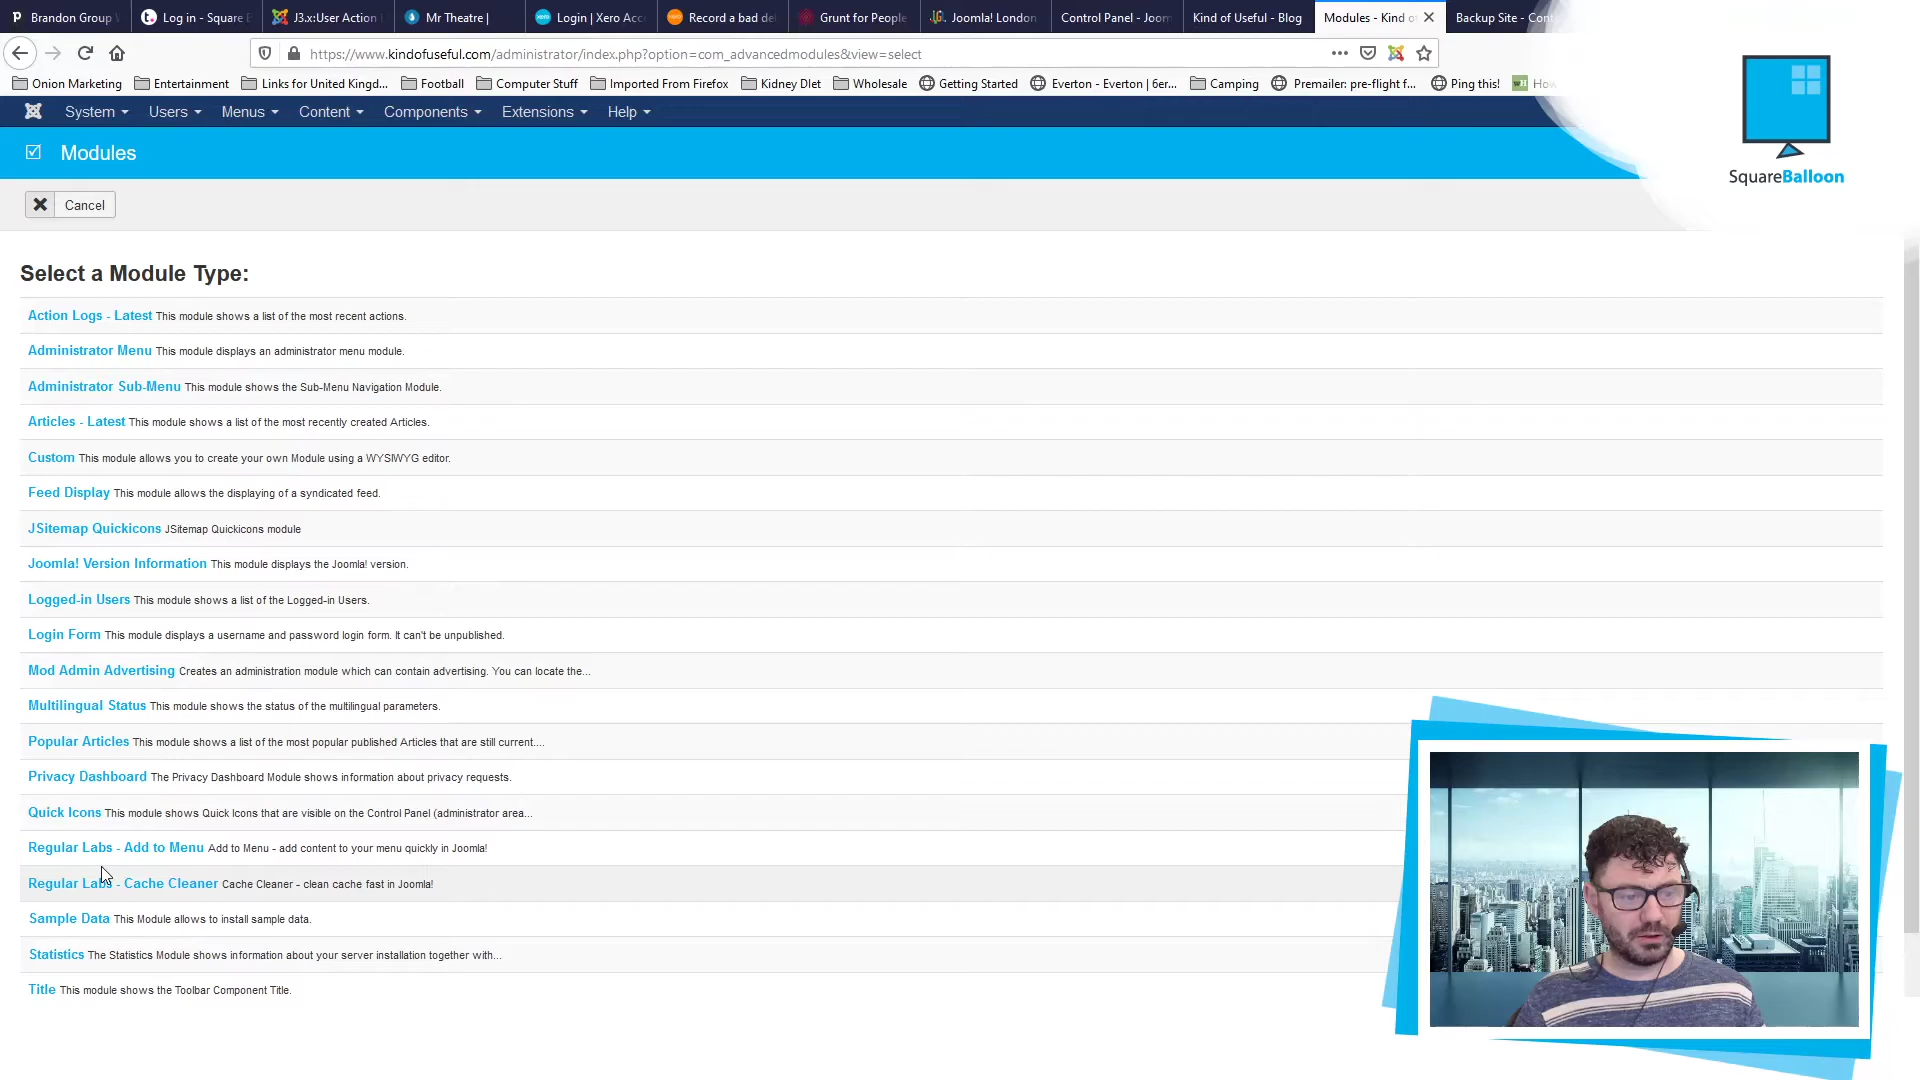 Brandon Group
Log in - Square
J3.x:User Action
Mr Theatre |
Login | Xero Acc
Record a bad de
Grunt for People
Joomla! London
Control Panel - Joom
Kind of Useful - Blog
Modules - Kind o
Backup Site - Cont
https://www.kindofuseful.com/administrator/index.php?option=com_advancedmodules&view=select
Onion Marketing
Entertainment
Links for United Kingd...
Football
Computer Stuff
Imported From Firefox
Kidney DIet
Wholesale
Getting Started
Everton - Everton | 6er...
Camping
Premailer: pre-flight f...
Ping this!
How
System Users Menus Content Components Extensions Help
SquareBalloon
Modules
Cancel
Select a Module Type:
Action Logs - Latest This module shows a list of the most recent actions.
Administrator Menu This module displays an administrator menu module.
Administrator Sub-Menu This module shows the Sub-Menu Navigation Module.
Articles - Latest This module shows a list of the most recently created Articles.
Custom This module allows you to create your own Module using a WYSIWYG editor.
Feed Display This module allows the displaying of a syndicated feed.
JSitemap Quickicons JSitemap Quickicons module
Joomla! Version Information This module displays the Joomla! version.
Logged-in Users This module shows a list of the Logged-in Users.
Login Form This module displays a username and password login form. It can't be unpublished.
Mod Admin Advertising Creates an administration module which can contain advertising. You can locate the...
Multilingual Status This module shows the status of the multilingual parameters.
Popular Articles This module shows a list of the most popular published Articles that are still current....
Privacy Dashboard The Privacy Dashboard Module shows information about privacy requests.
Quick Icons This module shows Quick Icons that are visible on the Control Panel (administrator area...
Regular Labs - Add to Menu Add to Menu - add content to your menu quickly in Joomla!
Regular Labs - Cache Cleaner Cache Cleaner - clean cache fast in Joomla!
Sample Data This Module allows to install sample data.
Statistics The Statistics Module shows information about your server installation together with...
Title This module shows the Toolbar Component Title.